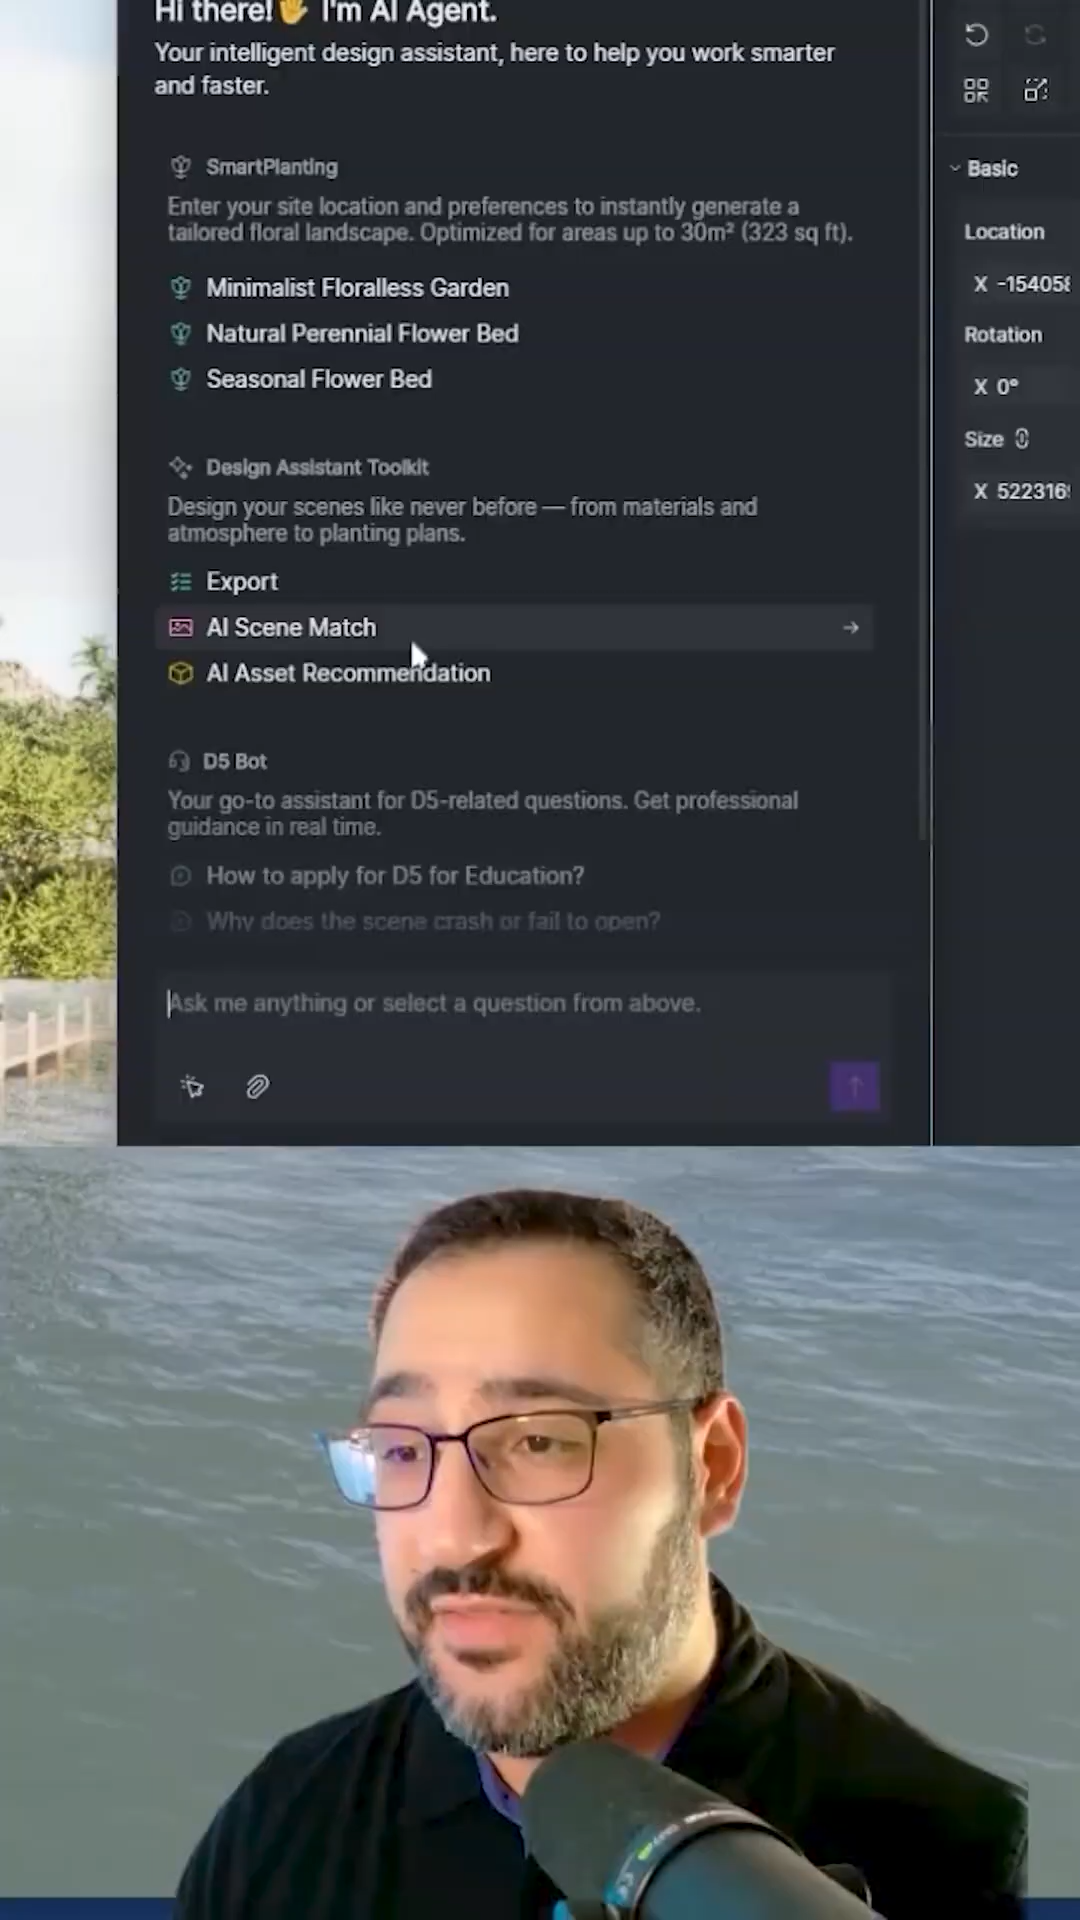 Hi there!🖐 I'm AI Agent.
Your intelligent design assistant, here to help you work smarter
and faster.
SmartPlanting
Enter your site location and preferences to instantly generate a
tailored floral landscape. Optimized for areas up to 30m² (323 sq ft).
Minimalist Floralless Garden
Natural Perennial Flower Bed
Seasonal Flower Bed
Design Assistant Toolkit
Design your scenes like never before — from materials and
atmosphere to planting plans.
Export
AI Scene Match
AI Asset Recommendation
D5 Bot
Your go-to assistant for D5-related questions. Get professional
guidance in real time.
How to apply for D5 for Education?
Why does the scene crash or fail to open?
Ask me anything or select a question from above.
Basic
Location
X -154058
Rotation
X 0°
Size
X 522316